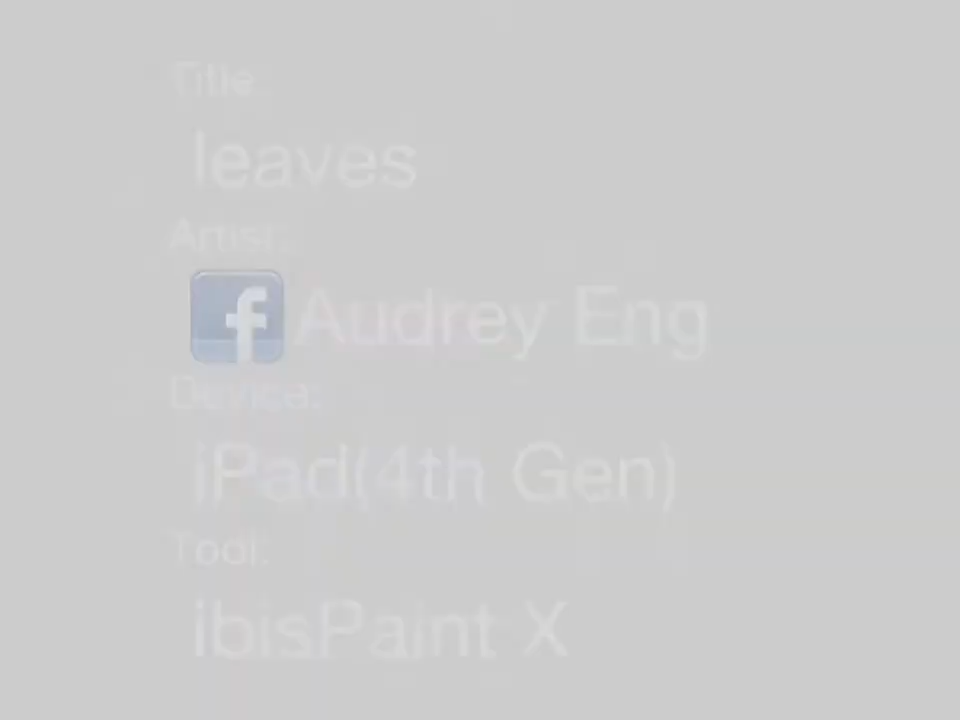 Title:
leaves
Artist:
f Audrey Eng
Device:
iPad(4th Gen)
Tool:
ibisPaint X